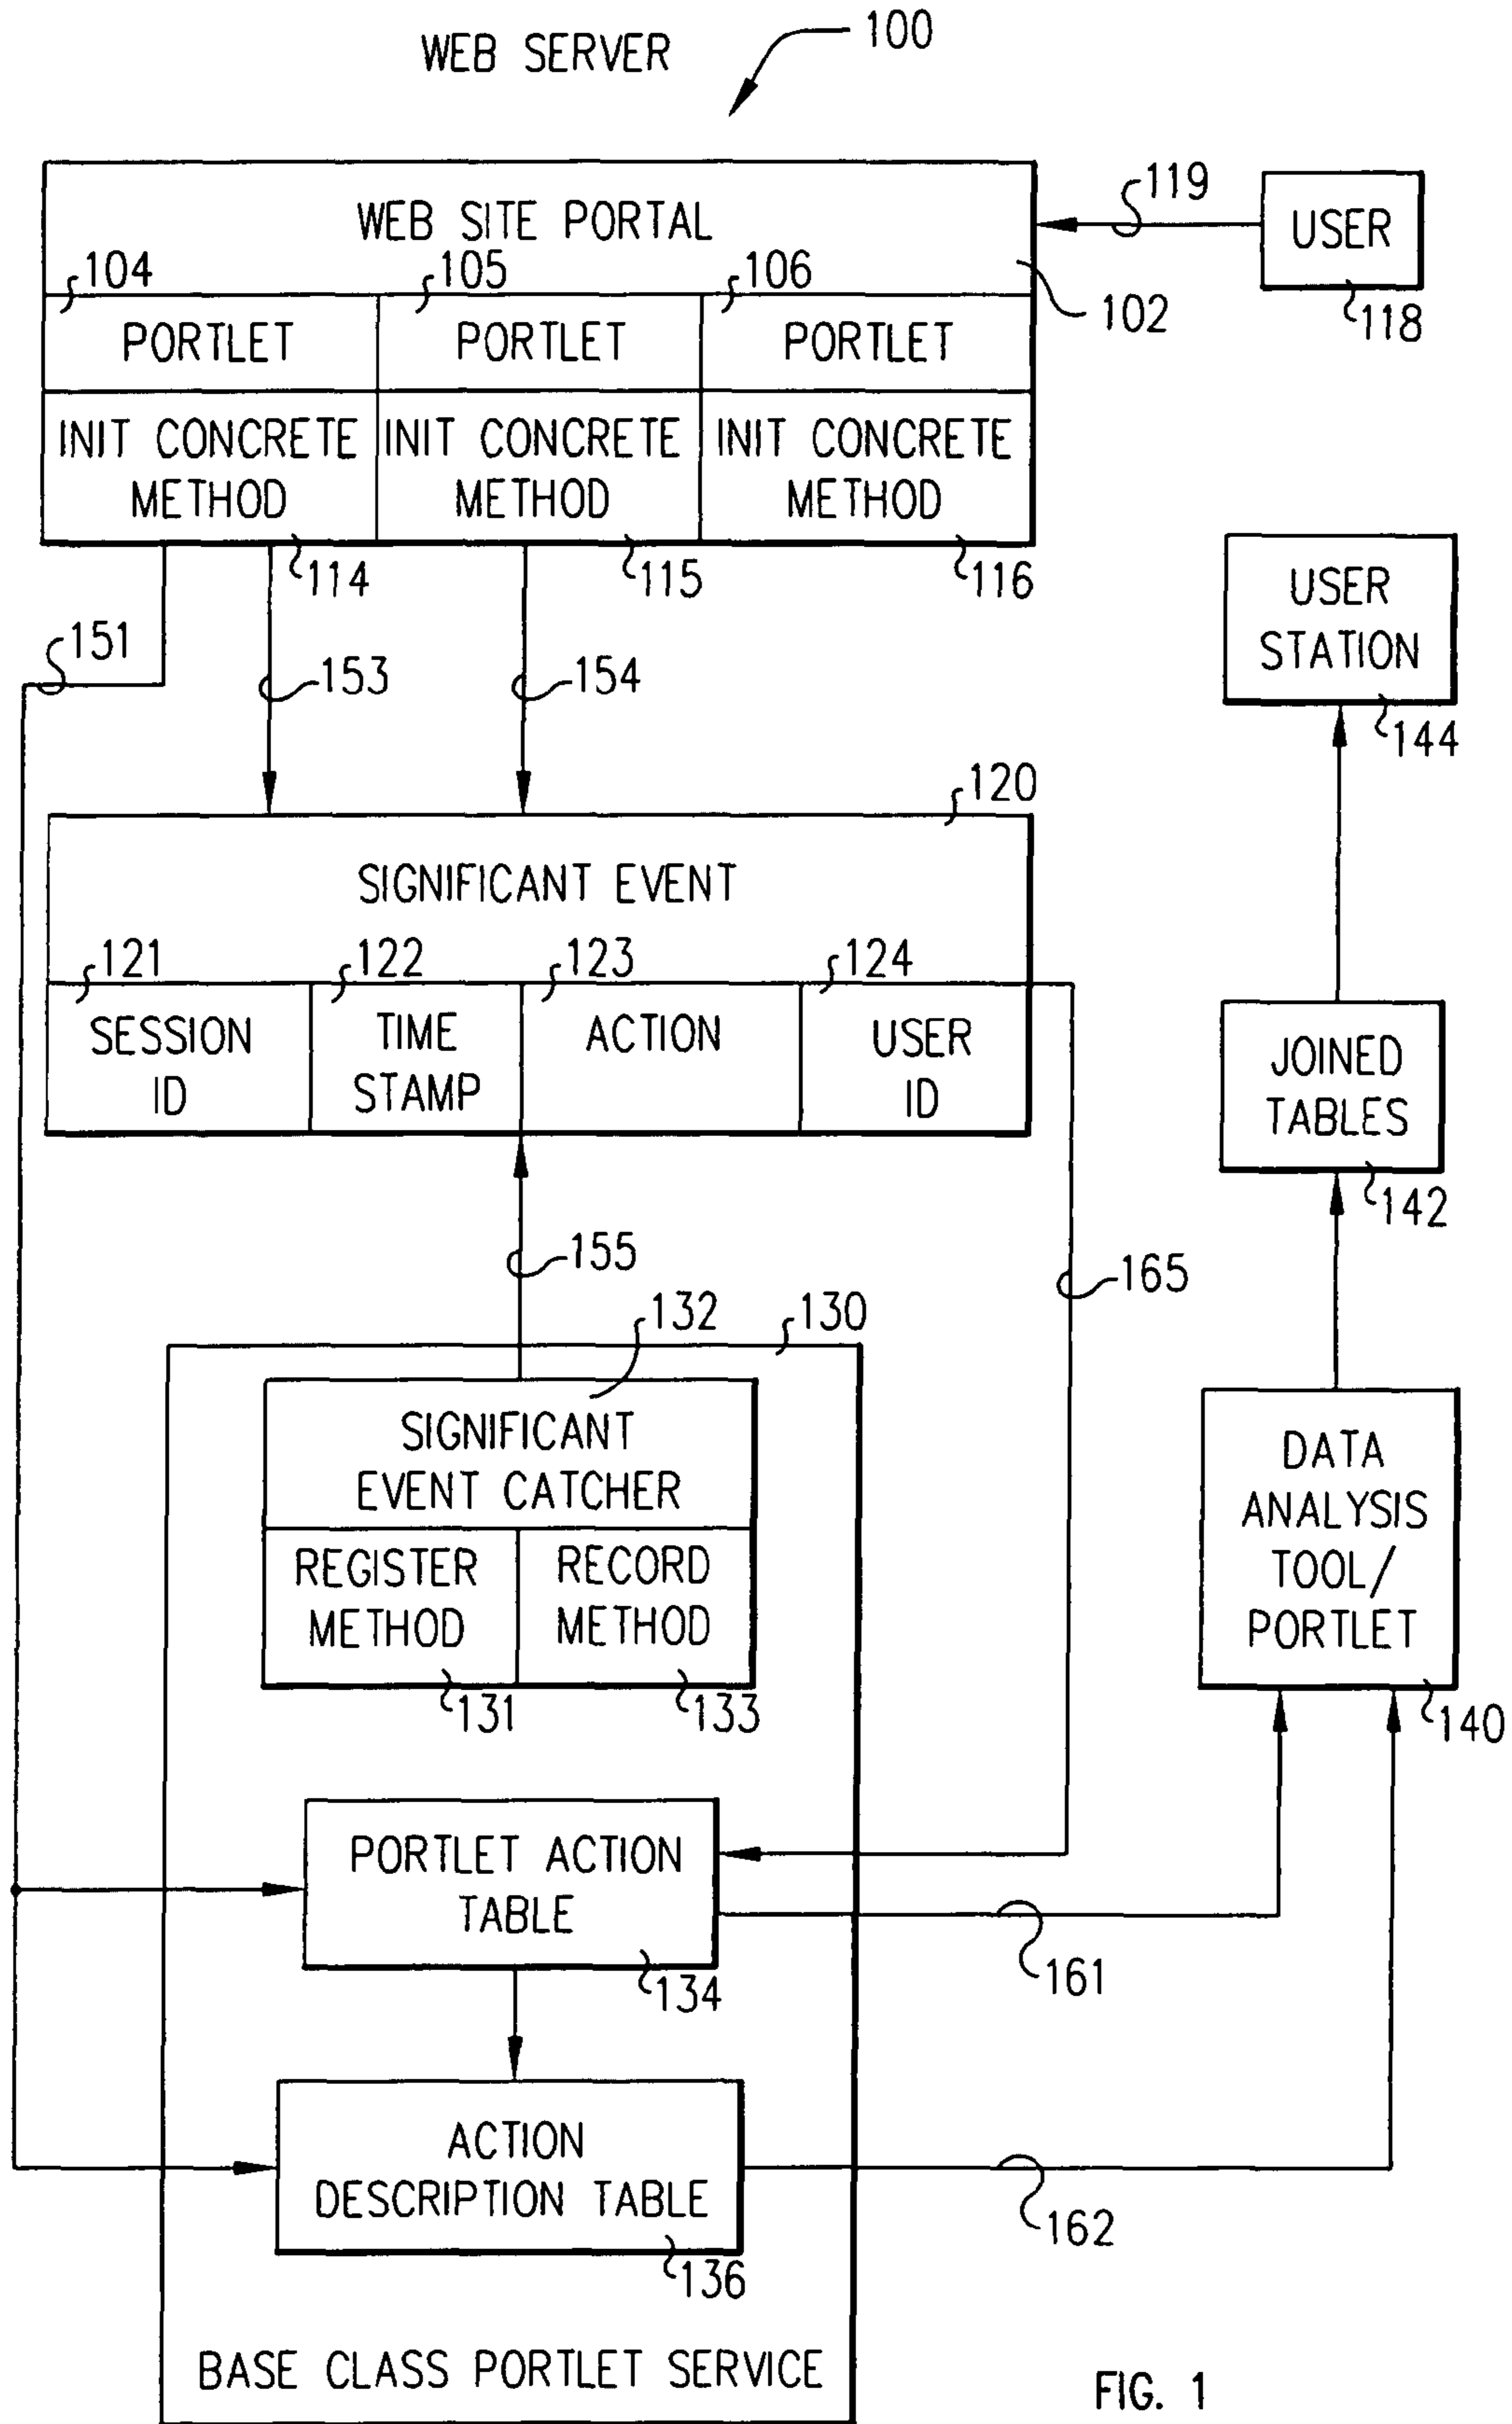 WEB SERVER
100
WEB SITE PORTAL
119
USER
118
104
105
106
102
PORTLET
PORTLET
PORTLET
INIT CONCRETE
METHOD
INIT CONCRETE
METHOD
INIT CONCRETE
METHOD
114
115
116
151
153
154
USER
STATION
144
120
SIGNIFICANT EVENT
121
122
123
124
SESSION
ID
TIME
STAMP
ACTION
USER
ID
JOINED
TABLES
142
155
165
132
130
SIGNIFICANT
EVENT CATCHER
REGISTER
METHOD
RECORD
METHOD
131
133
DATA
ANALYSIS
TOOL/
PORTLET
140
PORTLET ACTION
TABLE
134
161
ACTION
DESCRIPTION TABLE
136
162
BASE CLASS PORTLET SERVICE
FIG. 1